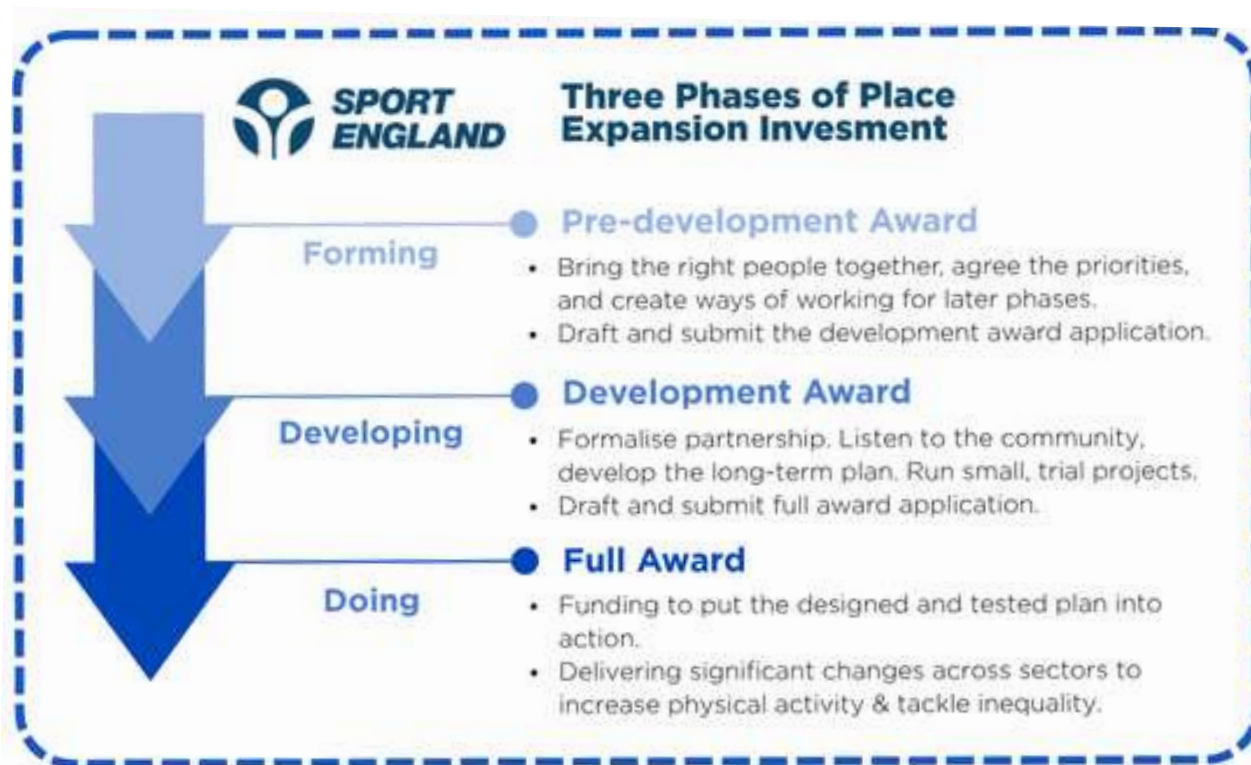 SPORT
ENGLAND
Three Phases of Place
Expansion Invesment
Forming
Pre-development Award
• Bring the right people together, agree the priorities,
and create ways of working for later phases.
• Draft and submit the development award application.
Developing
Development Award
• Formalise partnership. Listen to the community,
develop the long-term plan. Run small, trial projects.
• Draft and submit full award application.
Doing
Full Award
• Funding to put the designed and tested plan into
action.
• Delivering significant changes across sectors to
increase physical activity & tackle inequality.